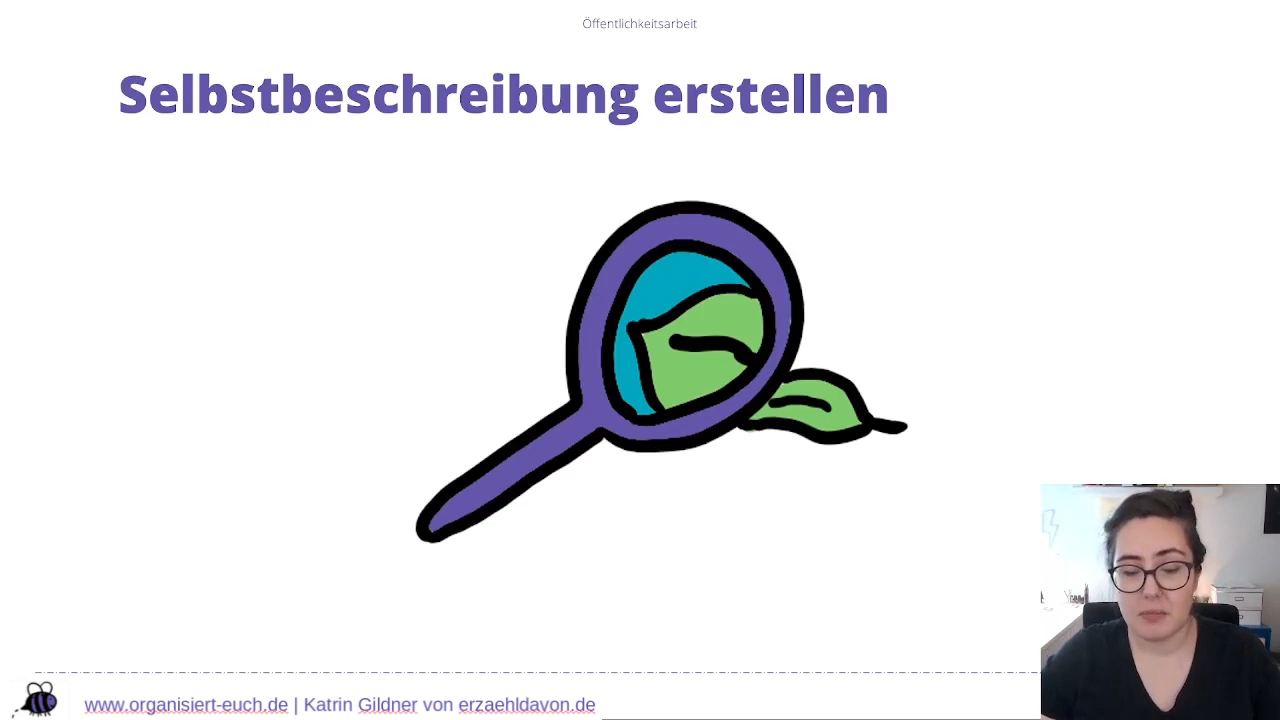 Öffentlichkeitsarbeit
Selbstbeschreibung erstellen
www.organisiert-euch.de | Katrin Gildner von erzaehldavon.de